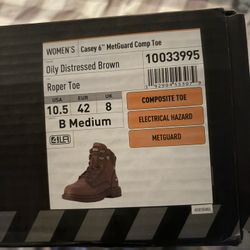 WOMEN'S Casey 6" MetGuard Comp Toe
Oily Distressed Brown
10033995
Roper Toe
USA EUR UK
10.5 42 8
B Medium
COMPOSITE TOE
ELECTRICAL HAZARD
METGUARD